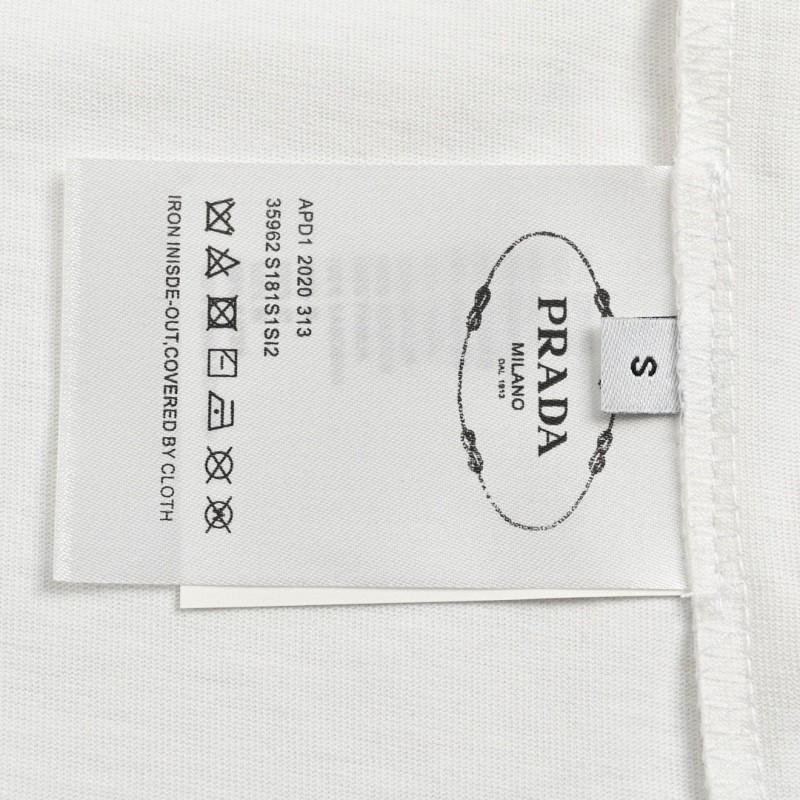 S
PRADA
MILANO
DAL 1913
APD1 2020 313
35962 S181S1SI2
IRON INISDE-OUT,COVERED BY CLOTH